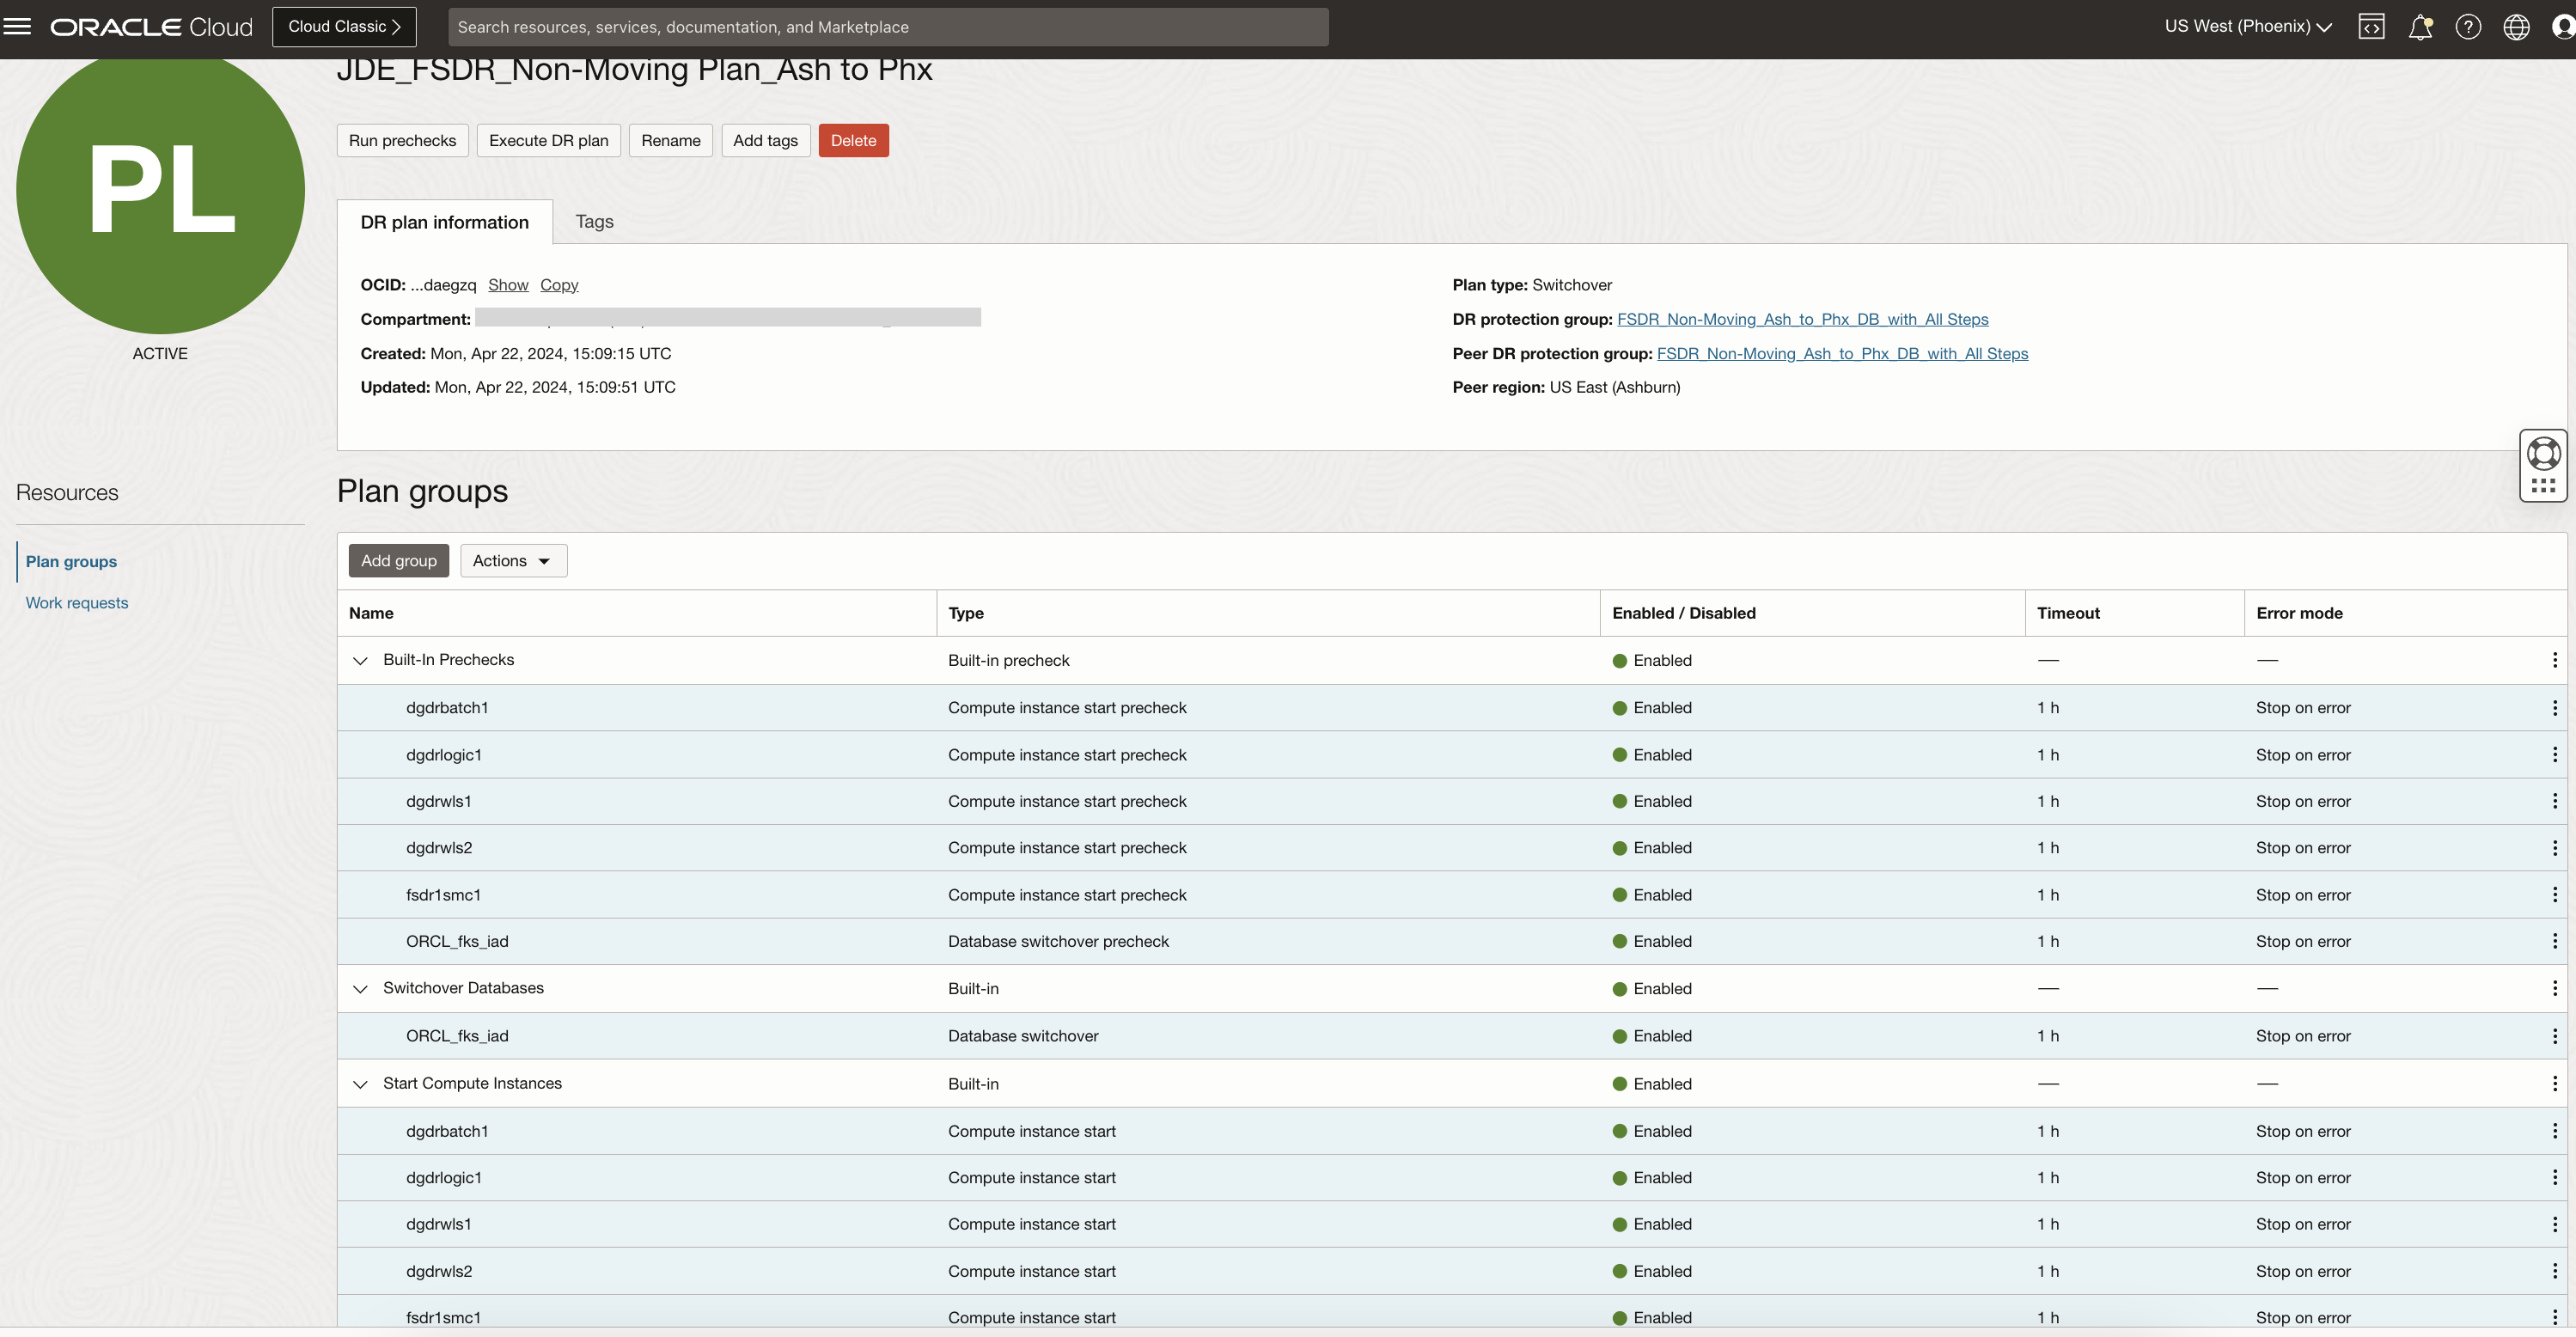 ORACLE Cloud
Cloud Classic
Search resources, services, documentation, and Marketplace
US West (Phoenix)
JDE_FSDR_Non-Moving Plan_Ash to Phx
PL
ACTIVE
Run prechecks
Execute DR plan
Rename
Add tags
Delete
DR plan information
Tags
OCID: ...daegzq Show Copy
Compartment:
Created: Mon, Apr 22, 2024, 15:09:15 UTC
Updated: Mon, Apr 22, 2024, 15:09:51 UTC
Plan type: Switchover
DR protection group: FSDR_Non-Moving_Ash_to_Phx_DB_with_All Steps
Peer DR protection group: FSDR_Non-Moving_Ash_to_Phx_DB_with_All Steps
Peer region: US East (Ashburn)
Resources
Plan groups
Work requests
Plan groups
Add group
Actions
Name Type Enabled / Disabled Timeout Error mode
Built-In Prechecks Built-in precheck Enabled — —
dgdrbatch1 Compute instance start precheck Enabled 1 h Stop on error
dgdrlogic1 Compute instance start precheck Enabled 1 h Stop on error
dgdrwls1 Compute instance start precheck Enabled 1 h Stop on error
dgdrwls2 Compute instance start precheck Enabled 1 h Stop on error
fsdr1smc1 Compute instance start precheck Enabled 1 h Stop on error
ORCL_fks_iad Database switchover precheck Enabled 1 h Stop on error
Switchover Databases Built-in Enabled — —
ORCL_fks_iad Database switchover Enabled 1 h Stop on error
Start Compute Instances Built-in Enabled — —
dgdrbatch1 Compute instance start Enabled 1 h Stop on error
dgdrlogic1 Compute instance start Enabled 1 h Stop on error
dgdrwls1 Compute instance start Enabled 1 h Stop on error
dgdrwls2 Compute instance start Enabled 1 h Stop on error
fsdr1smc1 Compute instance start Enabled 1 h Stop on error